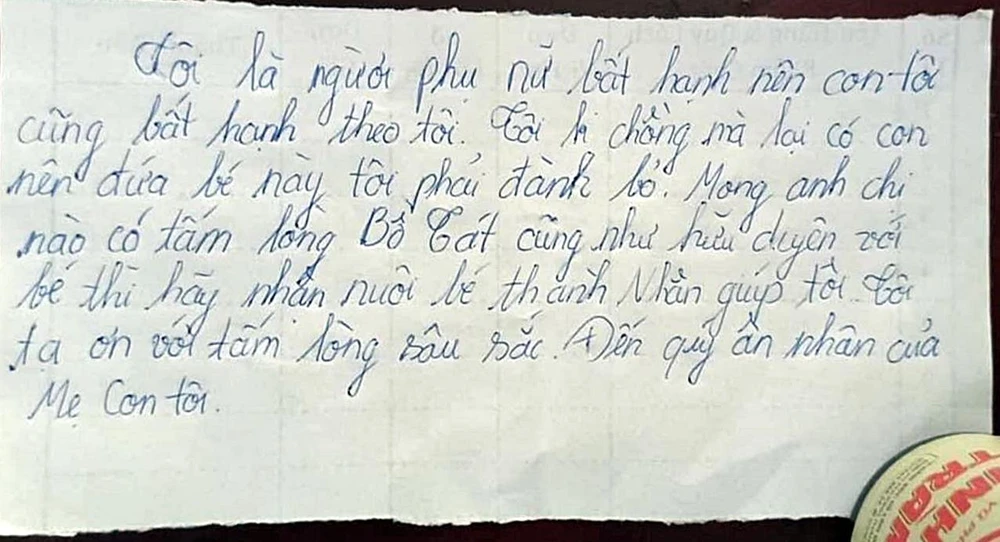 Tôi là người phụ nữ bất hạnh nên con tôi
cũng bất hạnh theo tôi. Tôi k chồng mà lại có con
nên đứa bé này tôi phải đành bỏ. Mong anh chị
nào có tấm lòng Bồ Tát cũng như hữu duyên với
bé thì hãy nhận nuôi bé thành Nhân giúp tôi. Tôi
tạ ơn với tấm lòng sâu sắc. Đến quý ân nhân của
Mẹ Con tôi.